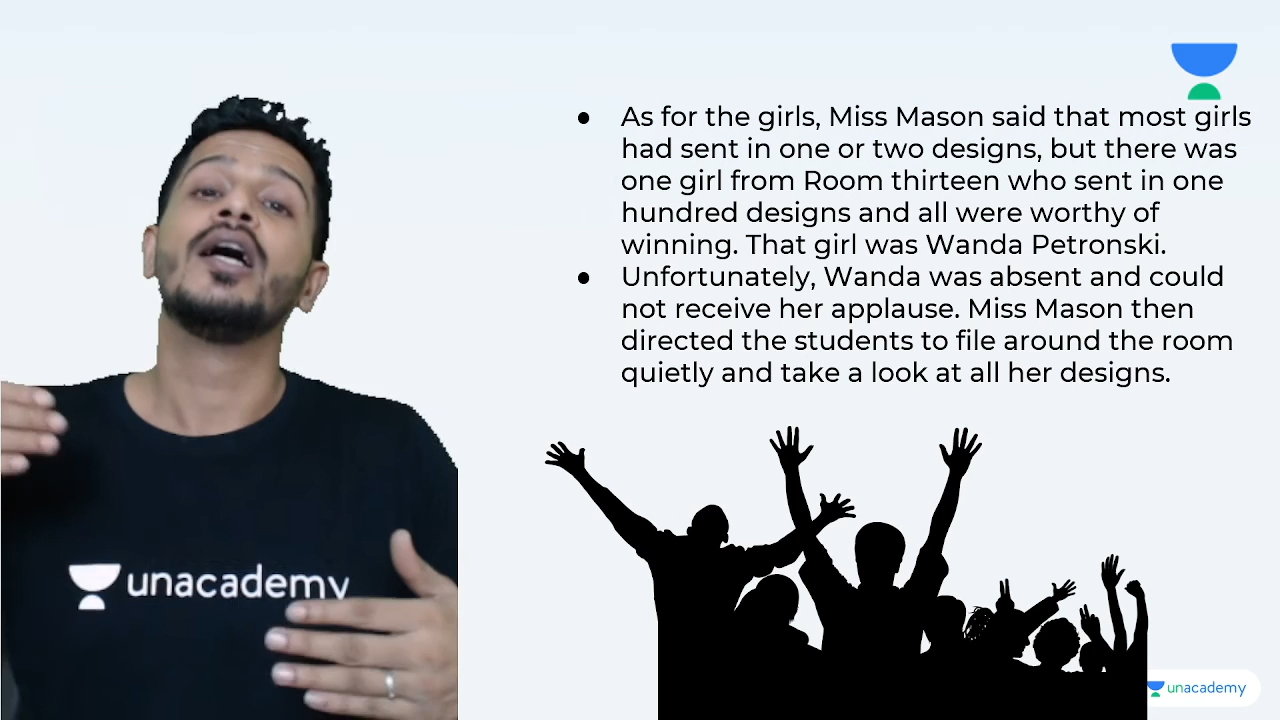 ● As for the girls, Miss Mason said that most girls
had sent in one or two designs, but there was
one girl from Room thirteen who sent in one
hundred designs and all were worthy of
winning. That girl was Wanda Petronski.
● Unfortunately, Wanda was absent and could
not receive her applause. Miss Mason then
directed the students to file around the room
quietly and take a look at all her designs.
unacademy
unacademy